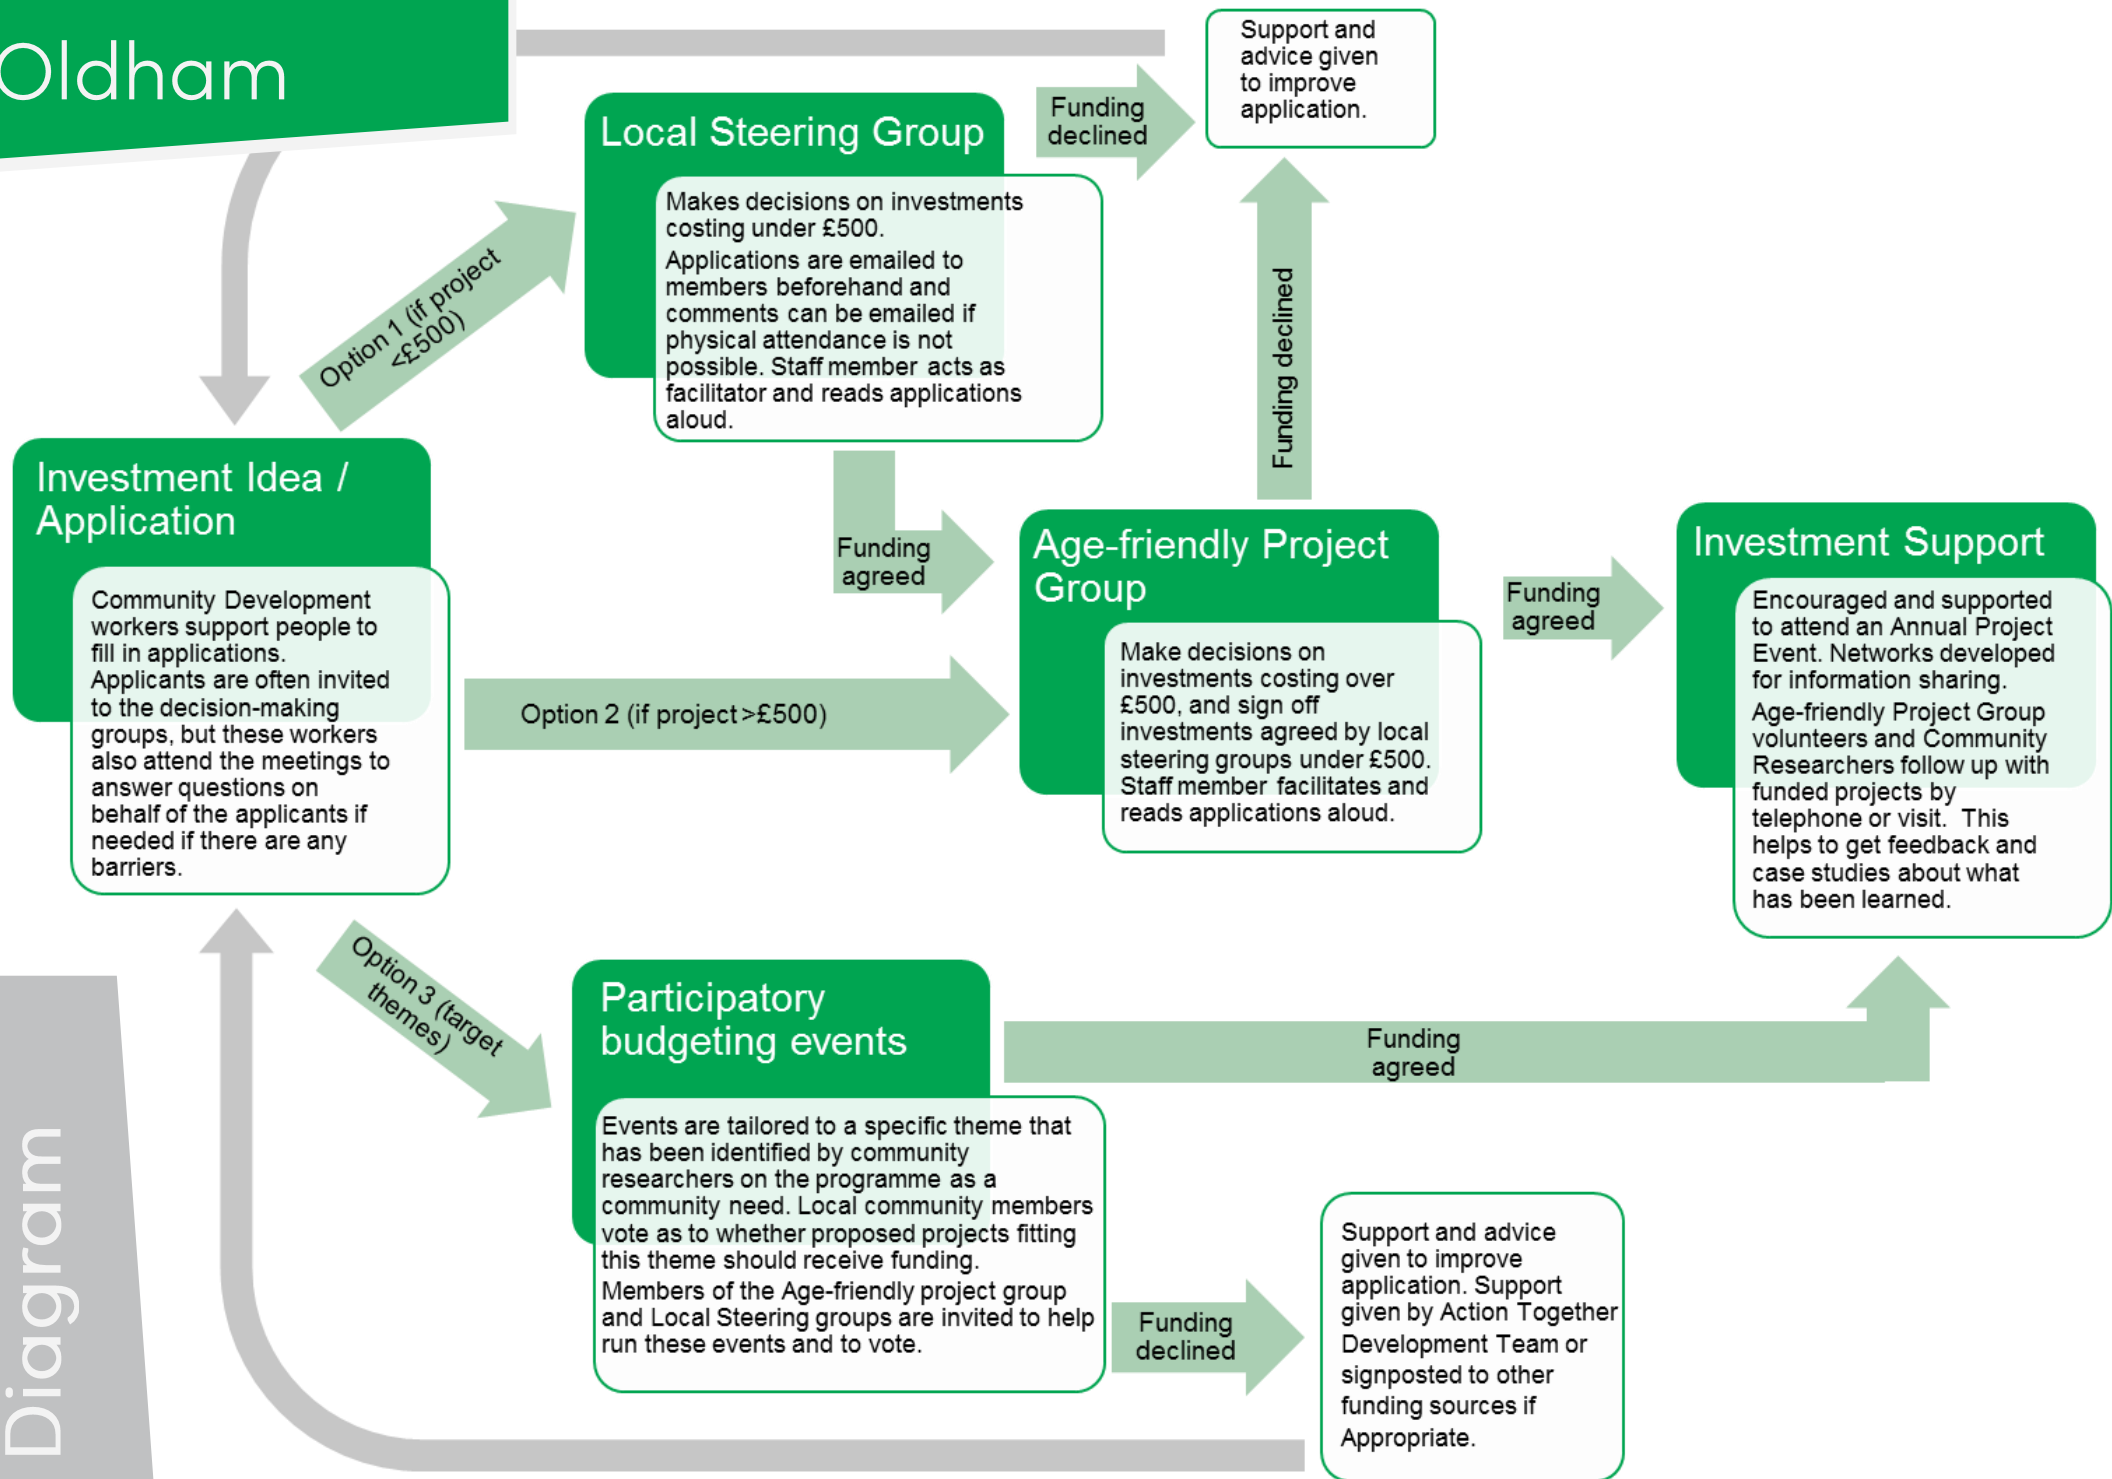 Oldham
Support and
advice given
to improve
application.
Funding
declined
Local Steering Group
Makes decisions on investments
costing under £500.
Applications are emailed to
members beforehand and
comments can be emailed if
physical attendance is not
possible. Staff member acts as
facilitator and reads applications
aloud.
Option 1 (if project
<£500)
Funding declined
Investment Idea /
Application
Community Development
workers support people to
fill in applications.
Applicants are often invited
to the decision-making
groups, but these workers
also attend the meetings to
answer questions on
behalf of the applicants if
needed if there are any
barriers.
Funding
agreed
Option 2 (if project >£500)
Age-friendly Project
Group
Make decisions on
investments costing over
£500, and sign off
investments agreed by local
steering groups under £500.
Staff member facilitates and
reads applications aloud.
Funding
agreed
Investment Support
Encouraged and supported
to attend an Annual Project
Event. Networks developed
for information sharing.
Age-friendly Project Group
volunteers and Community
Researchers follow up with
funded projects by
telephone or visit. This
helps to get feedback and
case studies about what
has been learned.
Option 3 (target
themes)
Participatory
budgeting events
Events are tailored to a specific theme that
has been identified by community
researchers on the programme as a
community need. Local community members
vote as to whether proposed projects fitting
this theme should receive funding.
Members of the Age-friendly project group
and Local Steering groups are invited to help
run these events and to vote.
Funding
agreed
Funding
declined
Support and advice
given to improve
application. Support
given by Action Together
Development Team or
signposted to other
funding sources if
Appropriate.
Diagram